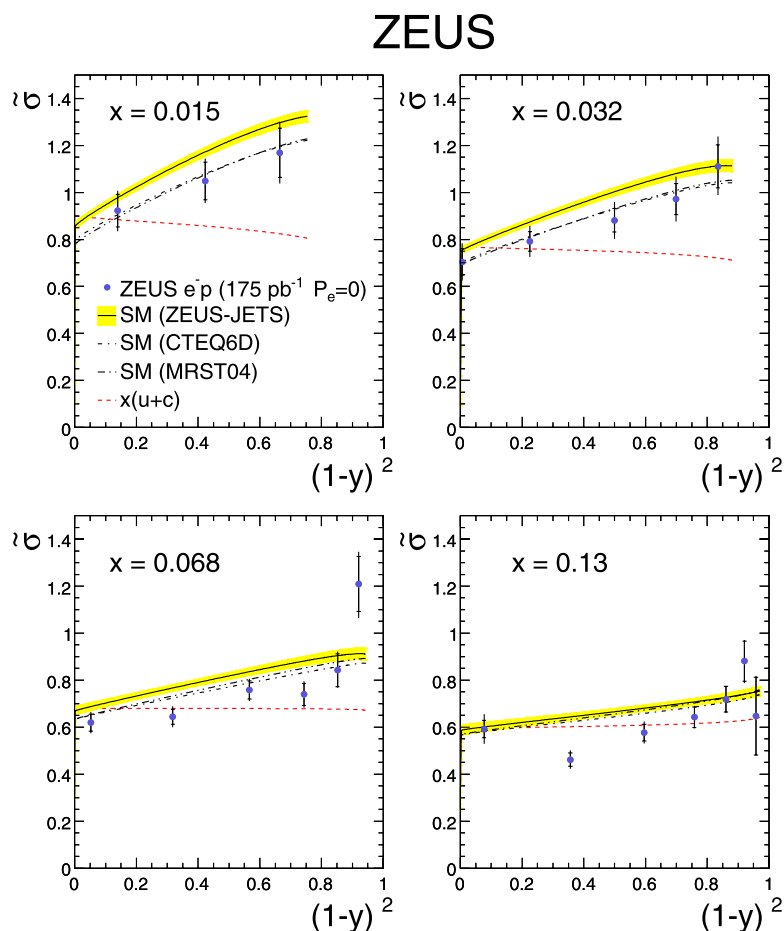 ZEUS
σ̃
x = 0.015
1.4
1.2
1
0.8
0.6
0.4
0.2
0
ZEUS e⁻p (175 pb⁻¹ Pₑ=0)
SM (ZEUS-JETS)
SM (CTEQ6D)
SM (MRST04)
x(u+c)
0 0.2 0.4 0.6 0.8 1
(1-y) ²
σ̃
x = 0.032
1.4
1.2
1
0.8
0.6
0.4
0.2
0
0 0.2 0.4 0.6 0.8 1
(1-y) ²
σ̃
x = 0.068
1.4
1.2
1
0.8
0.6
0.4
0.2
0
0 0.2 0.4 0.6 0.8 1
(1-y) ²
σ̃
x = 0.13
1.4
1.2
1
0.8
0.6
0.4
0.2
0
0 0.2 0.4 0.6 0.8 1
(1-y) ²